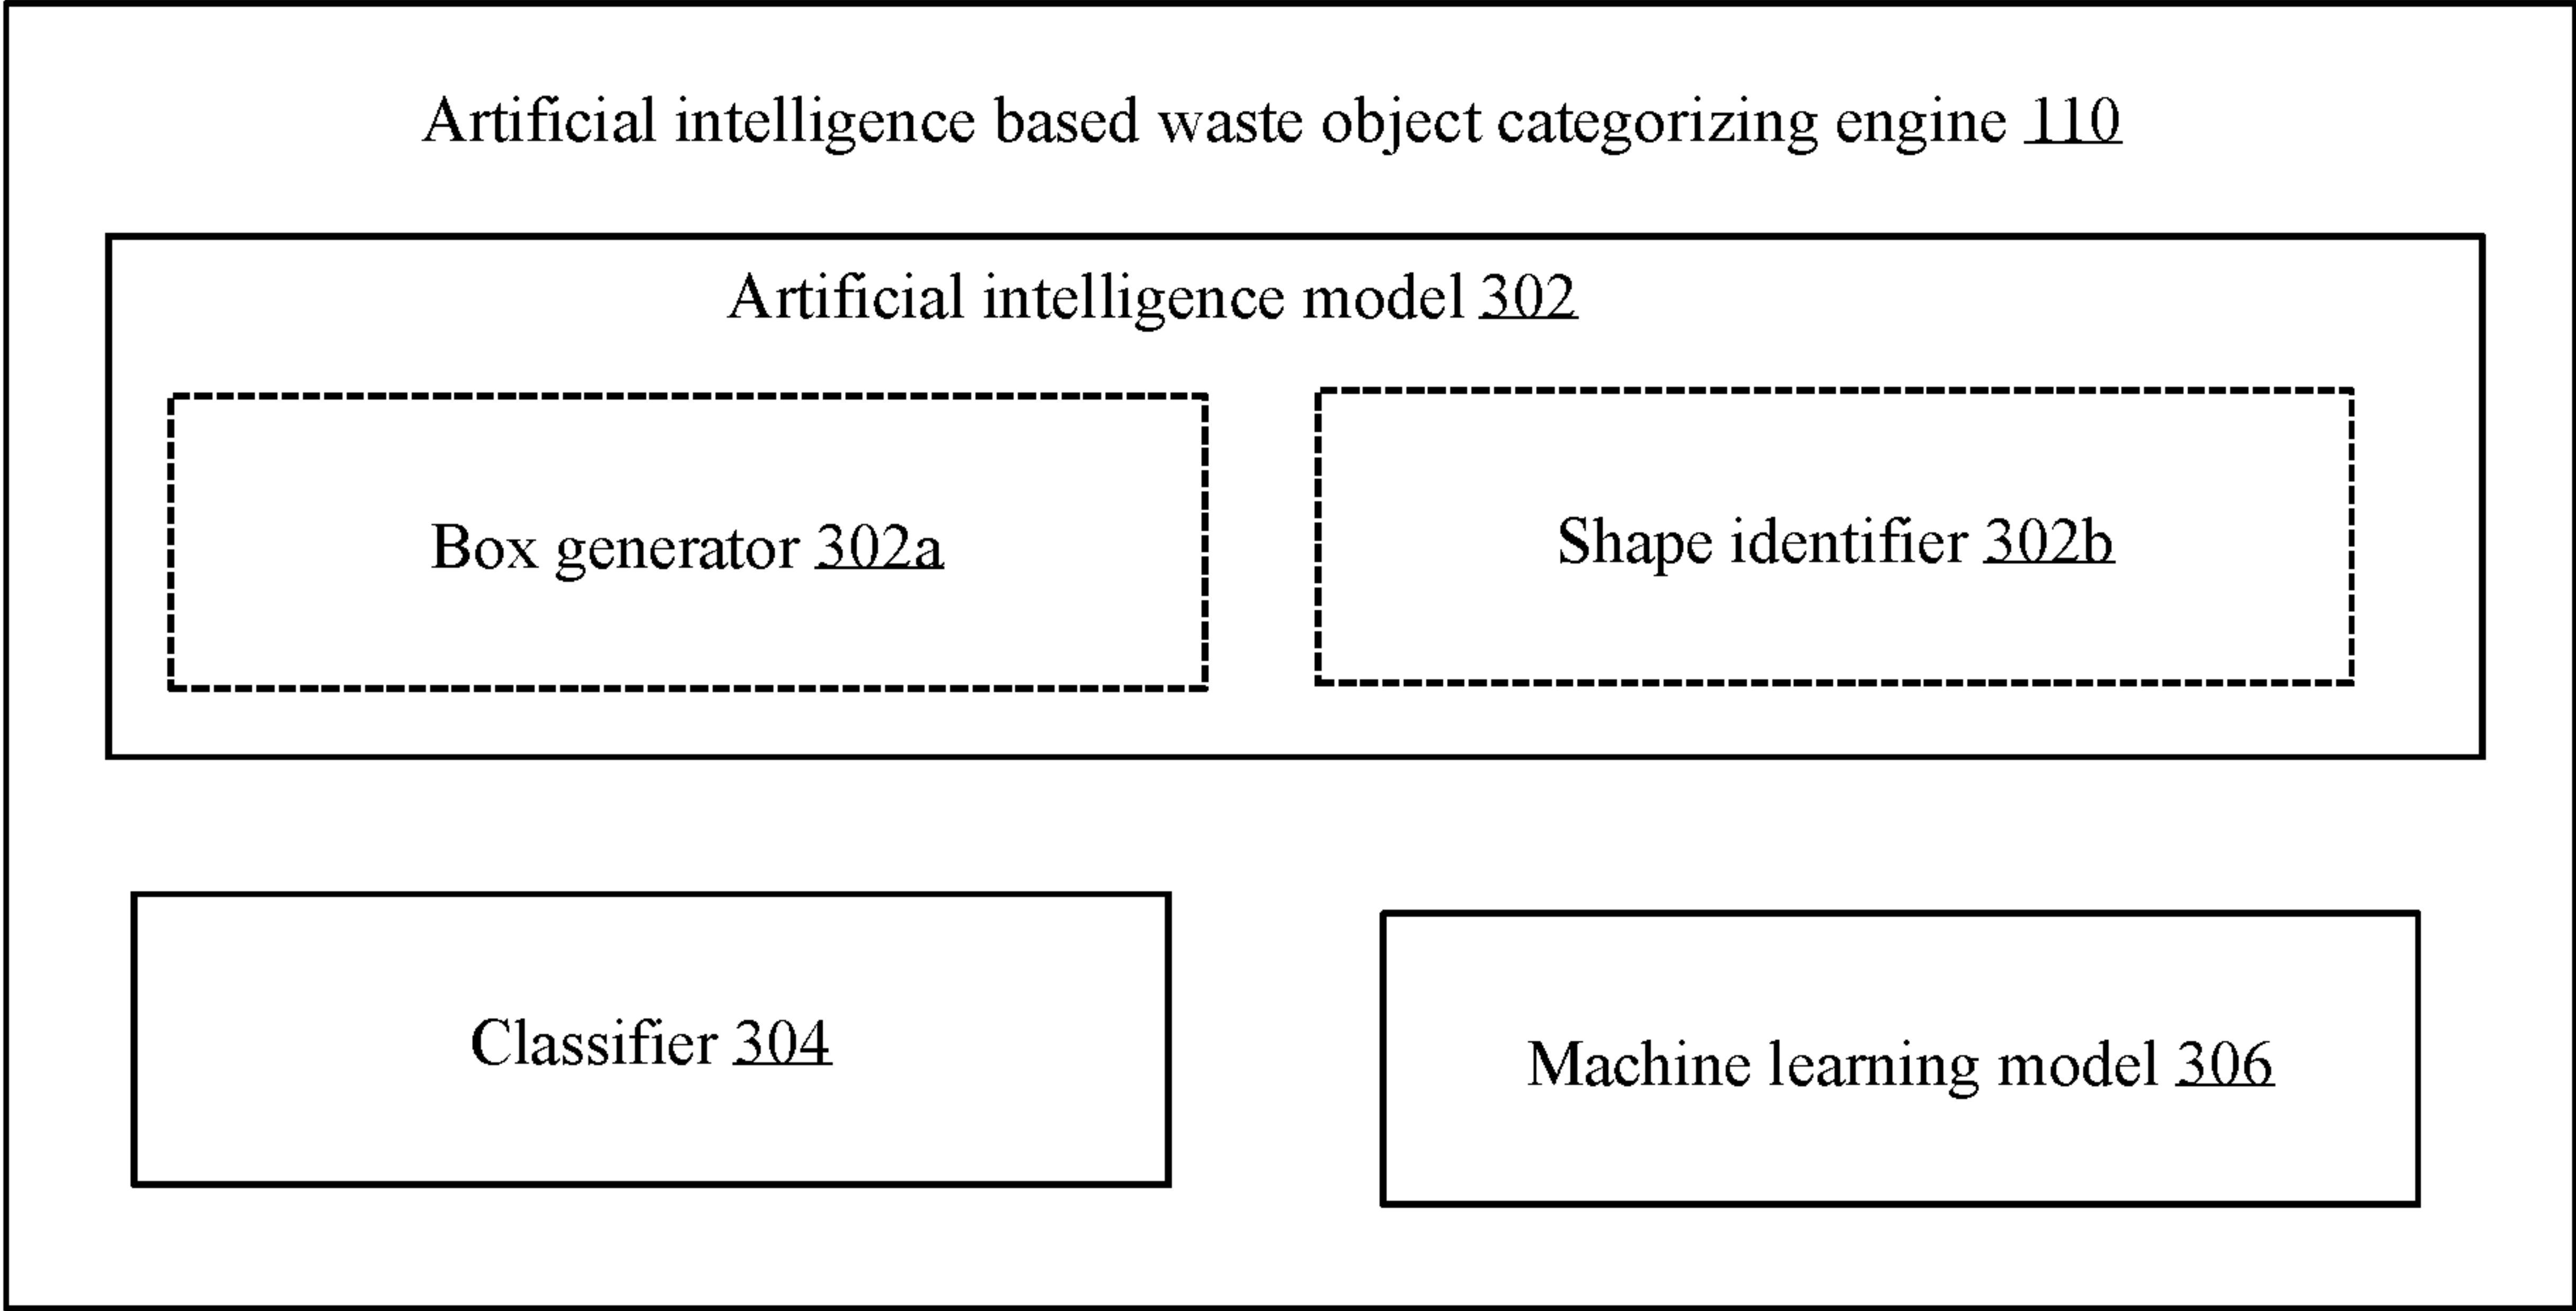 Artificial intelligence based waste object categorizing engine 110
Artificial intelligence model 302
Box generator 302a
Shape identifier 302b
Classifier 304
Machine learning model 306